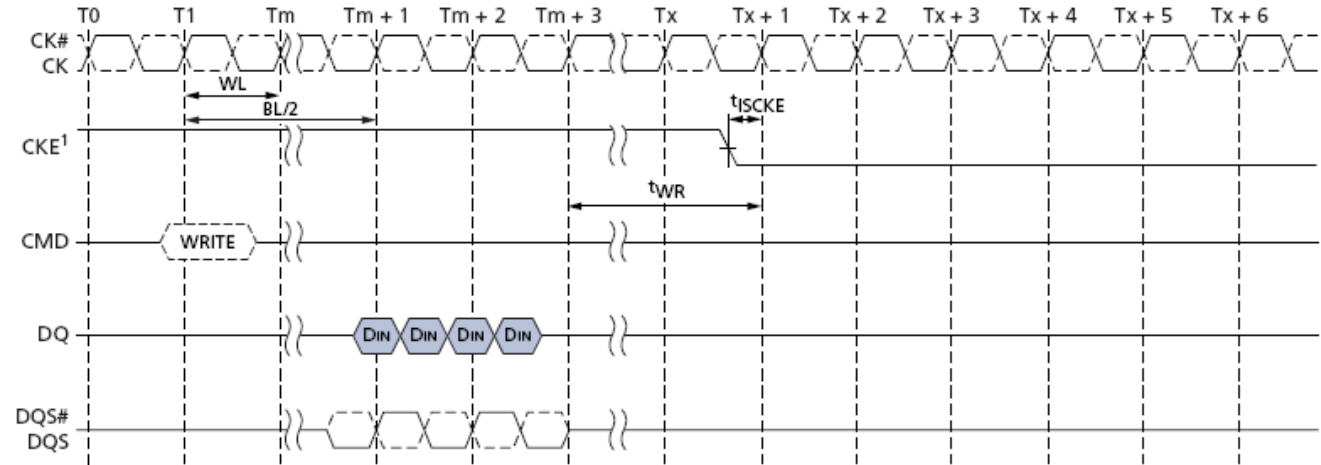 T0 T1 Tm Tm + 1 Tm + 2 Tm + 3 Tx Tx + 1 Tx + 2 Tx + 3 Tx + 4 Tx + 5 Tx + 6
CK#
CK
WL
BL/2
tISCKE
CKE1
tWR
CMD WRITE
DQ DIN DIN DIN DIN
DQS#
DQS